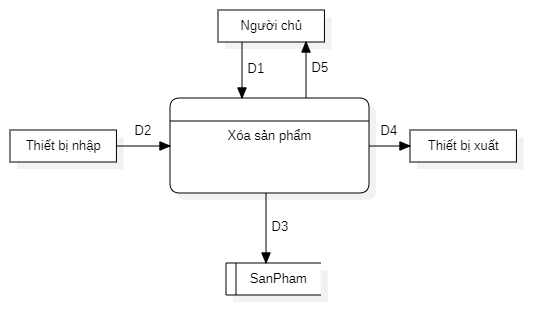 Người chủ
D1
D5
Thiết bị nhập
D2
Xóa sản phẩm
D4
Thiết bị xuất
D3
SanPham